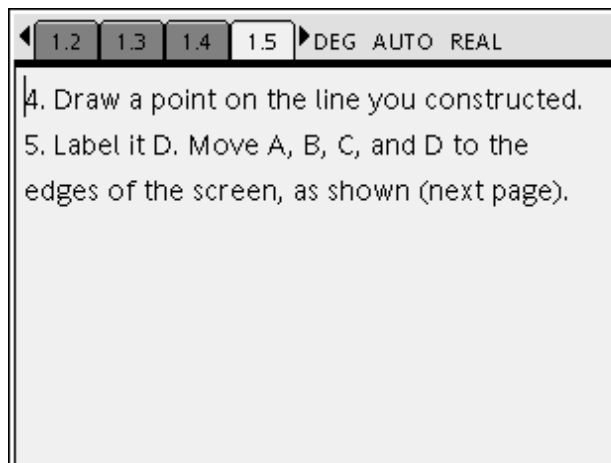 1.2 1.3 1.4 1.5 DEG AUTO REAL
4. Draw a point on the line you constructed.
5. Label it D. Move A, B, C, and D to the
edges of the screen, as shown (next page).